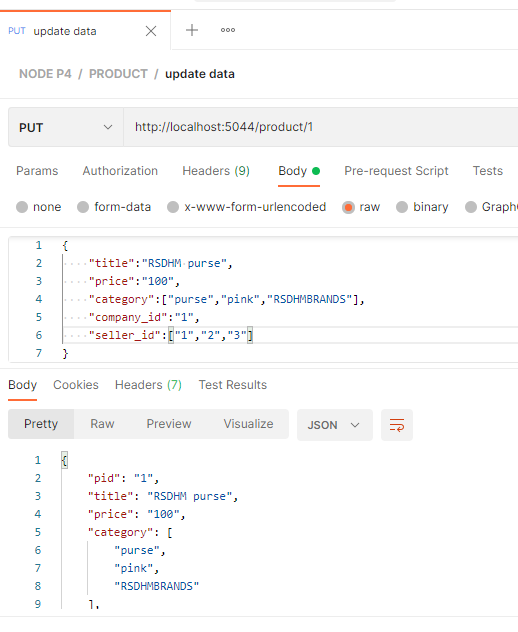 PUT update data
NODE P4 / PRODUCT / update data
PUT http://localhost:5044/product/1
Params Authorization Headers (9) Body Pre-request Script Tests
none form-data x-www-form-urlencoded raw binary Graph
1 {
2 "title":"RSDHM purse",
3 "price":"100",
4 "category":["purse","pink","RSDHMBRANDS"],
5 "company_id":"1",
6 "seller_id":["1","2","3"]
7 }
Body Cookies Headers (7) Test Results
Pretty Raw Preview Visualize JSON
1 {
2 "pid": "1",
3 "title": "RSDHM purse",
4 "price": "100",
5 "category": [
6 "purse",
7 "pink",
8 "RSDHMBRANDS"
9 ],